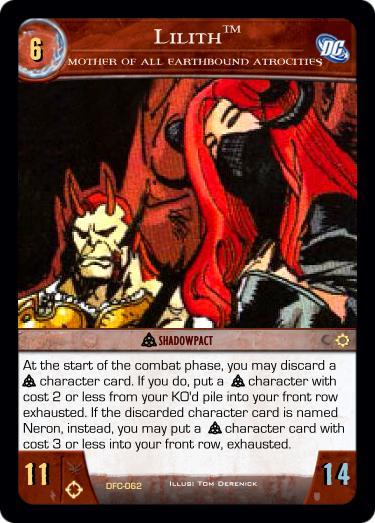 Lilith™
6
DC
Mother of All Earthbound Atrocities
SHADOWPACT
At the start of the combat phase, you may discard a
character card. If you do, put a character with
cost 2 or less from your KO'd pile into your front row
exhausted. If the discarded character card is named
Neron, instead, you may put a character card with
cost 3 or less into your front row, exhausted.
11
DFC-062
Illus: Tom Derenick
14